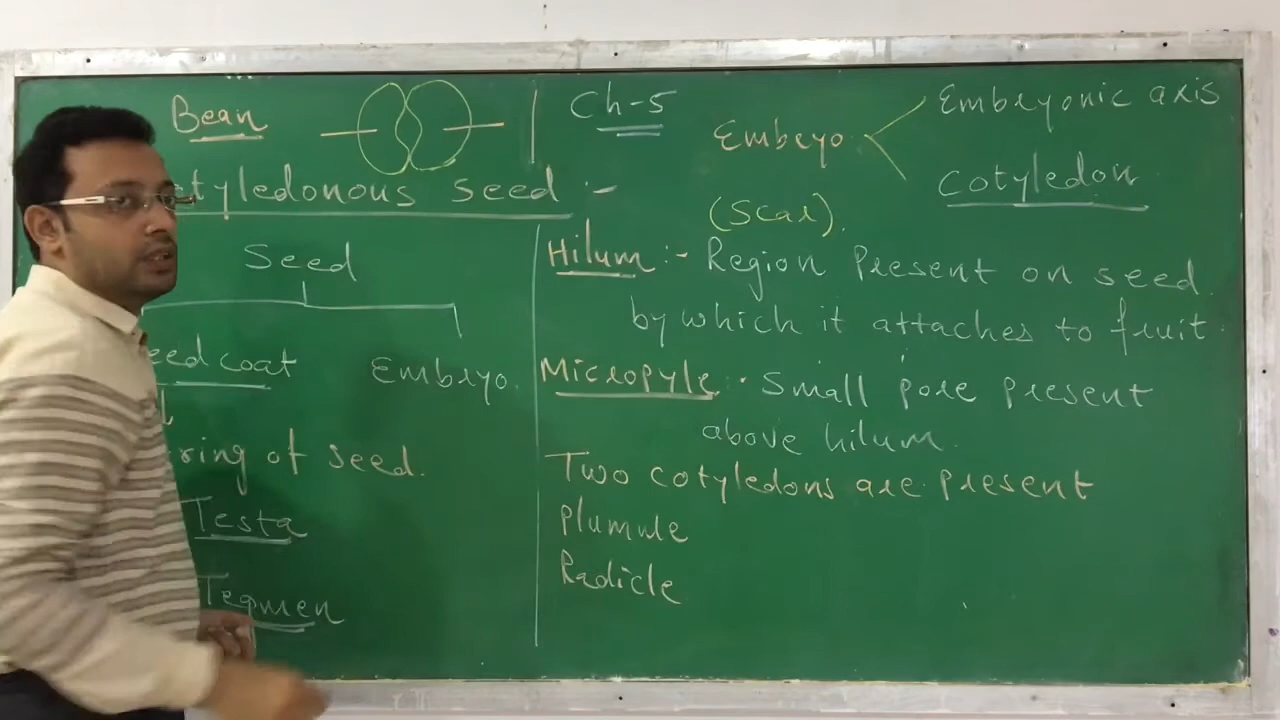 Bean
Ch-5
Embryo
Embryonic axis
Cotyledon
tyledonous seed :-
Seed
eed coat
Embryo.
ring of seed.
Testa
Tegmen
(Scar).
Hilum :- Region Present on seed
by which it attaches to fruit.
Micropyle :- Small pore present
above hilum.
Two cotyledons are present
Plumule
Radicle